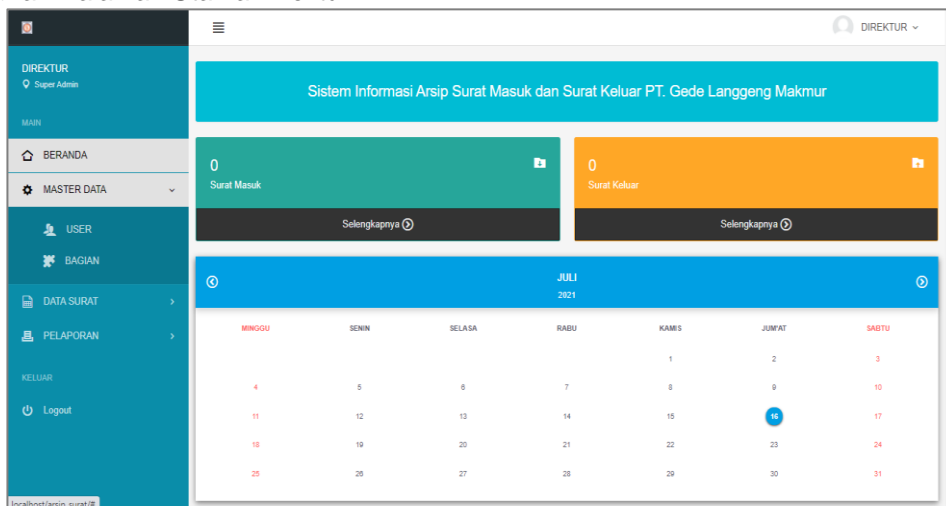 DIREKTUR
DIREKTUR
Super Admin
Sistem Informasi Arsip Surat Masuk dan Surat Keluar PT. Gede Langgeng Makmur
MAIN
BERANDA
MASTER DATA
USER
BAGIAN
DATA SURAT
PELAPORAN
KELUAR
Logout
0
Surat Masuk
Selengkapnya
0
Surat Keluar
Selengkapnya
JULI
2021
MINGGU SENIN SELASA RABU KAMIS JUM'AT SABTU
1 2 3
4 5 6 7 8 9 10
11 12 13 14 15 16 17
18 19 20 21 22 23 24
25 26 27 28 29 30 31
localhost/arsip-surat/#